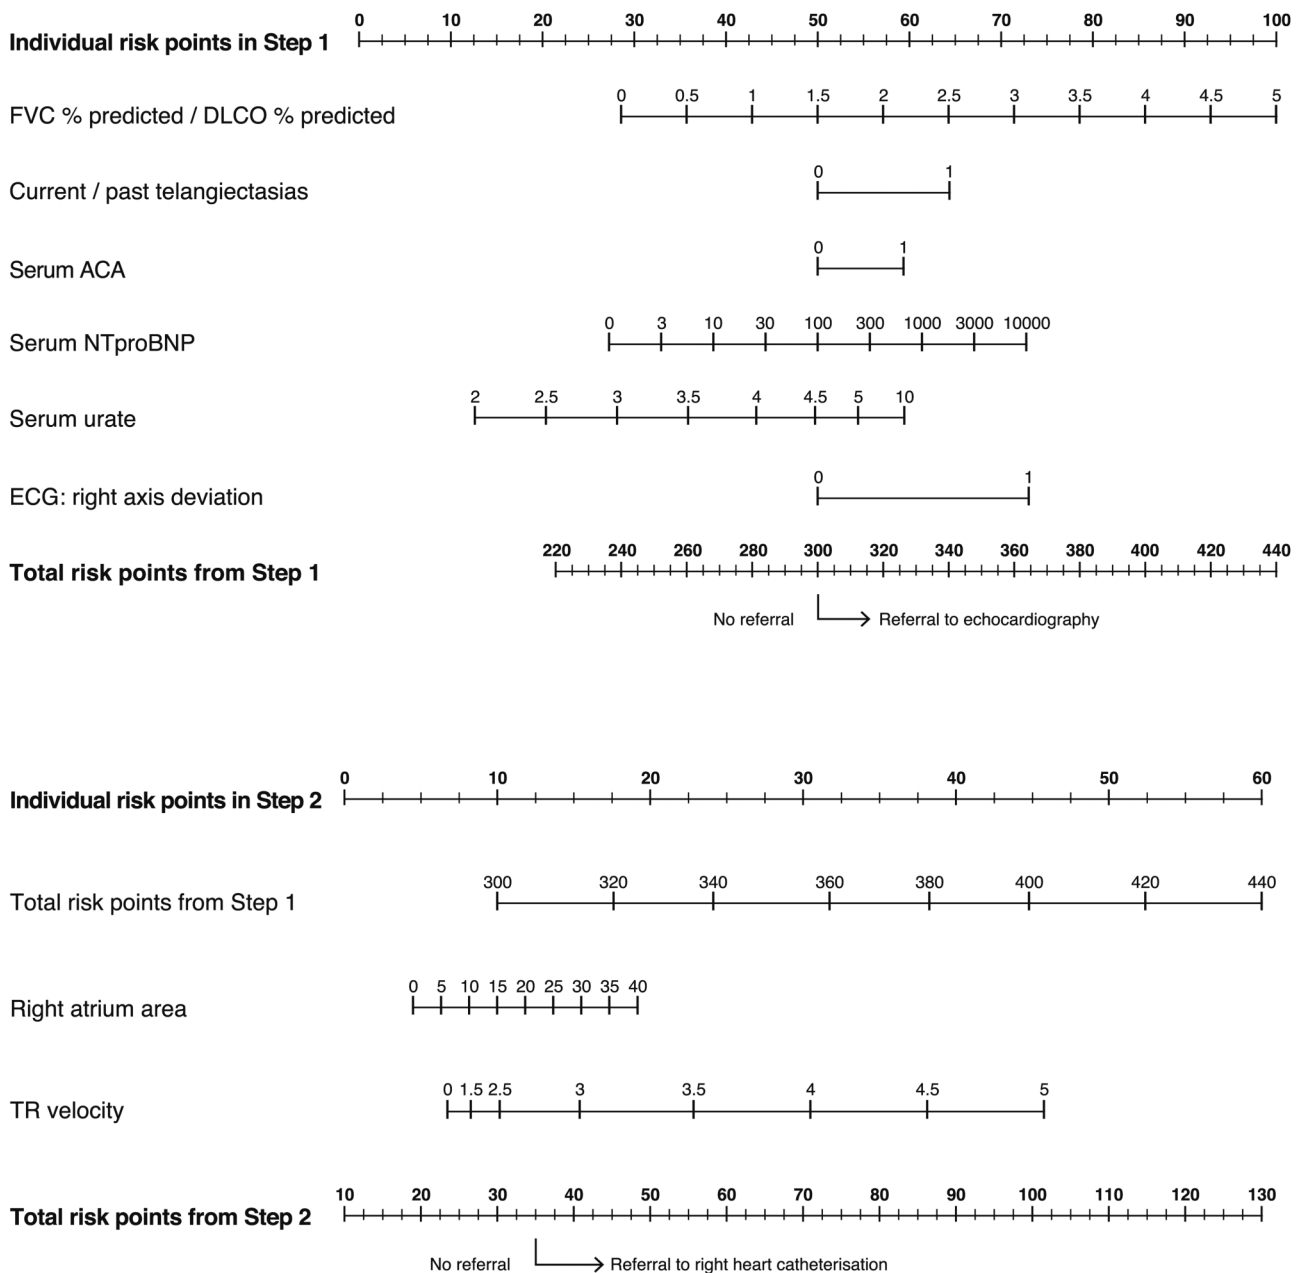 0 10 20 30 40 50 60 70 80 90 100
Individual risk points in Step 1
0 0.5 1 1.5 2 2.5 3 3.5 4 4.5 5
FVC % predicted / DLCO % predicted
0 1
Current / past telangiectasias
0 1
Serum ACA
0 3 10 30 100 300 1000 3000 10000
Serum NTproBNP
2 2.5 3 3.5 4 4.5 5 10
Serum urate
0 1
ECG: right axis deviation
220 240 260 280 300 320 340 360 380 400 420 440
Total risk points from Step 1
No referral Referral to echocardiography
0 10 20 30 40 50 60
Individual risk points in Step 2
300 320 340 360 380 400 420 440
Total risk points from Step 1
0 5 10 15 20 25 30 35 40
Right atrium area
0 1.5 2.5 3 3.5 4 4.5 5
TR velocity
10 20 30 40 50 60 70 80 90 100 110 120 130
Total risk points from Step 2
No referral Referral to right heart catheterisation